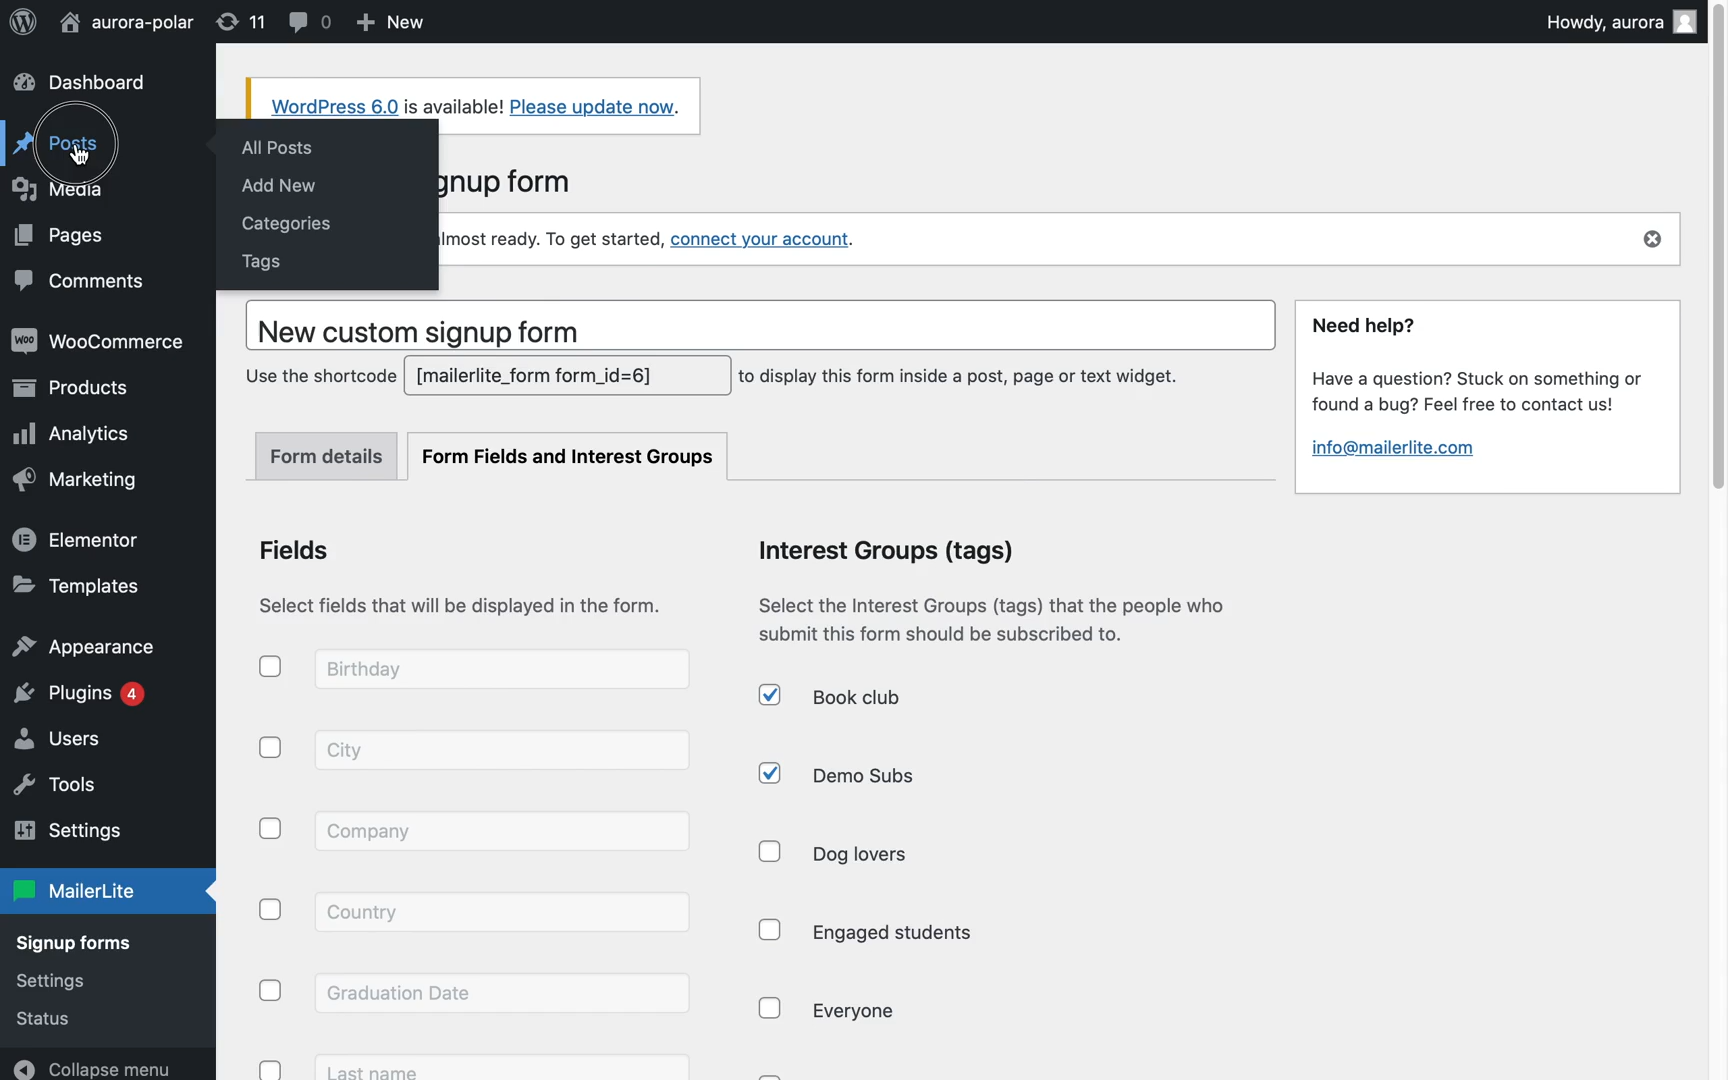 aurora-polar 11 0 New Howdy, aurora
Dashboard
Posts
Media
Pages
Comments
WooCommerce
Products
Analytics
Marketing
Elementor
Templates
Appearance
Plugins 4
Users
Tools
Settings
MailerLite
Signup forms
Settings
Status
Collapse menu
All Posts
Add New
Categories
Tags
WordPress 6.0 is available! Please update now.
gnup form
lmost ready. To get started, connect your account.
New custom signup form
Use the shortcode [mailerlite_form form_id=6] to display this form inside a post, page or text widget.
Form details Form Fields and Interest Groups
Fields
Select fields that will be displayed in the form.
Birthday
City
Company
Country
Graduation Date
Last name
Interest Groups (tags)
Select the Interest Groups (tags) that the people who
submit this form should be subscribed to.
Book club
Demo Subs
Dog lovers
Engaged students
Everyone
Need help?
Have a question? Stuck on something or
found a bug? Feel free to contact us!
info@mailerlite.com